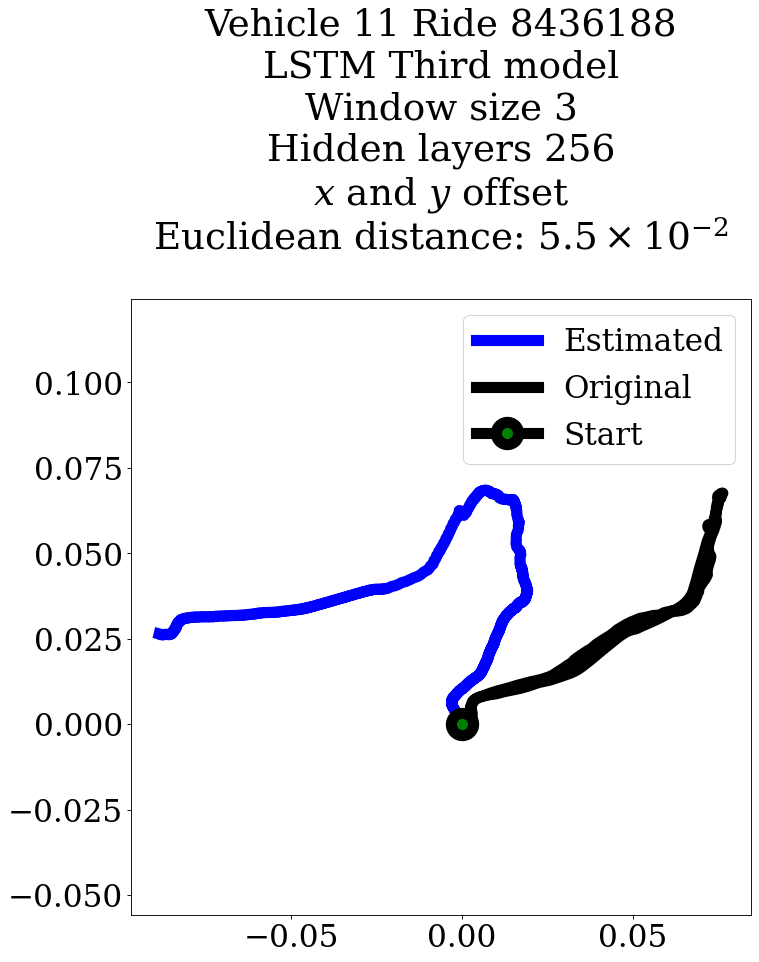 Vehicle 11 Ride 8436188
LSTM Third model
Window size 3
Hidden layers 256
x and y offset
Euclidean distance: 5.5 × 10⁻²
Estimated
Original
Start
0.100
0.075
0.050
0.025
0.000
−0.025
−0.050
−0.05 0.00 0.05